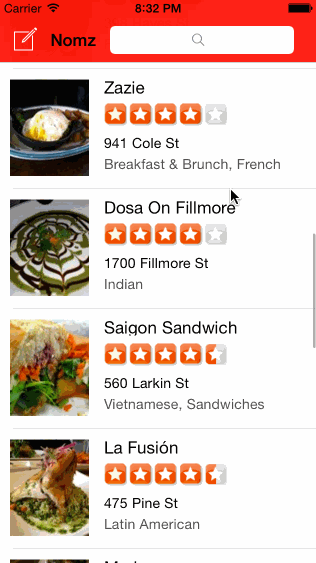 Carrier 8:32 PM
Nomz
Zazie
941 Cole St
Breakfast & Brunch, French
Dosa On Fillmore
1700 Fillmore St
Indian
Saigon Sandwich
560 Larkin St
Vietnamese, Sandwiches
La Fusión
475 Pine St
Latin American